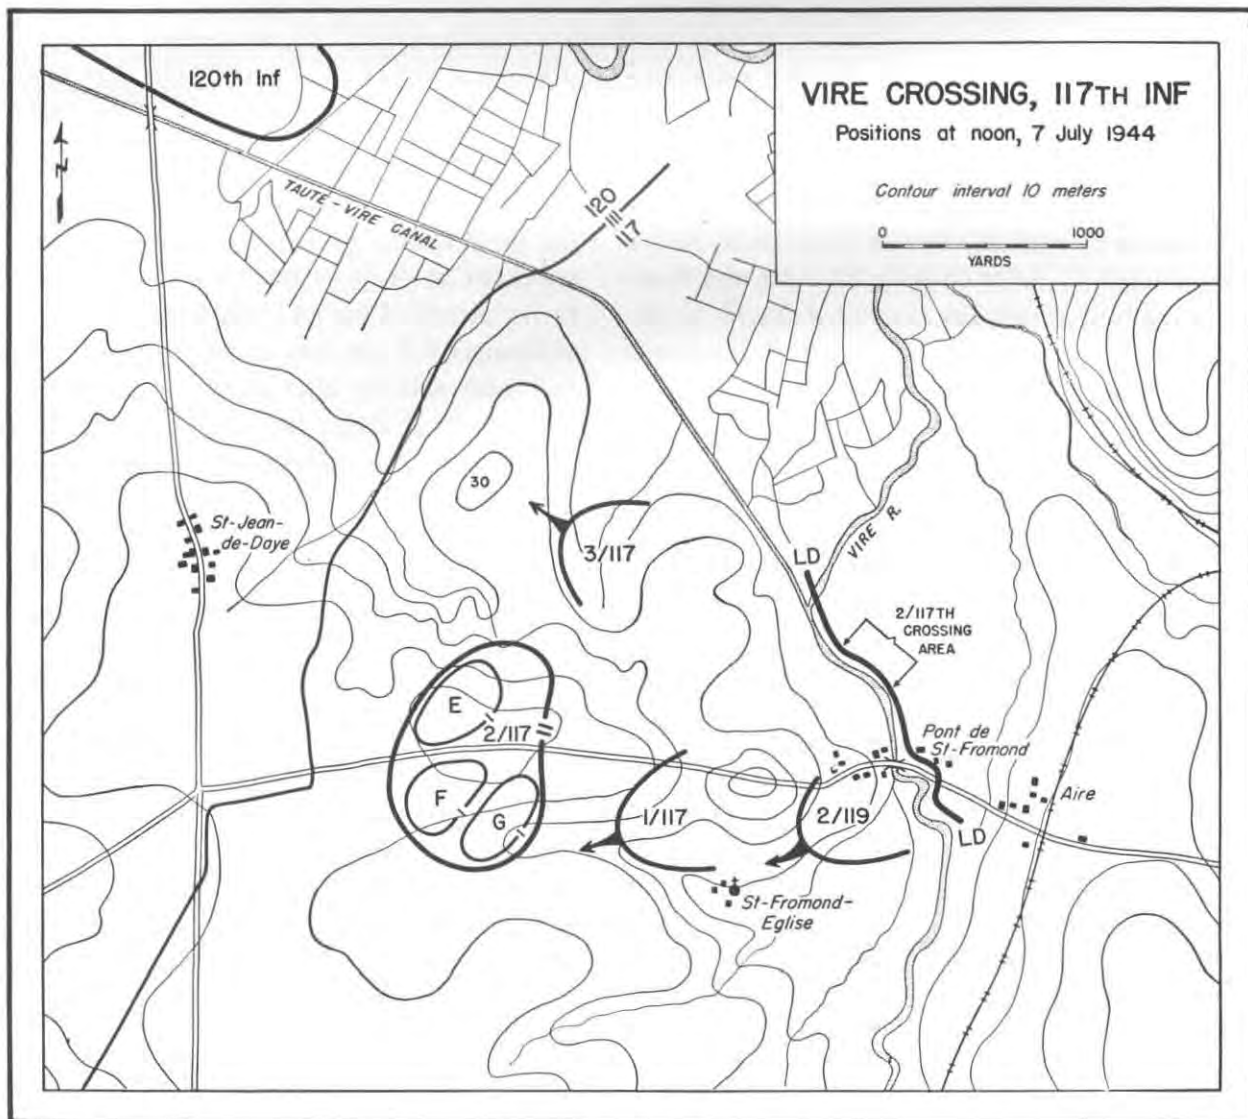 120th Inf
VIRE CROSSING, 117TH INF
Positions at noon, 7 July 1944
Contour interval 10 meters
0 1000
YARDS
N
TAUTE-VIRE CANAL
120
III
117
30
St-Jean-
de-Daye
3/117
LD
VIRE R.
2/117TH
CROSSING
AREA
E
2/117
F
G
1/117
2/119
Pont de
St-Fromond
Aire
LD
St-Fromond-
Eglise